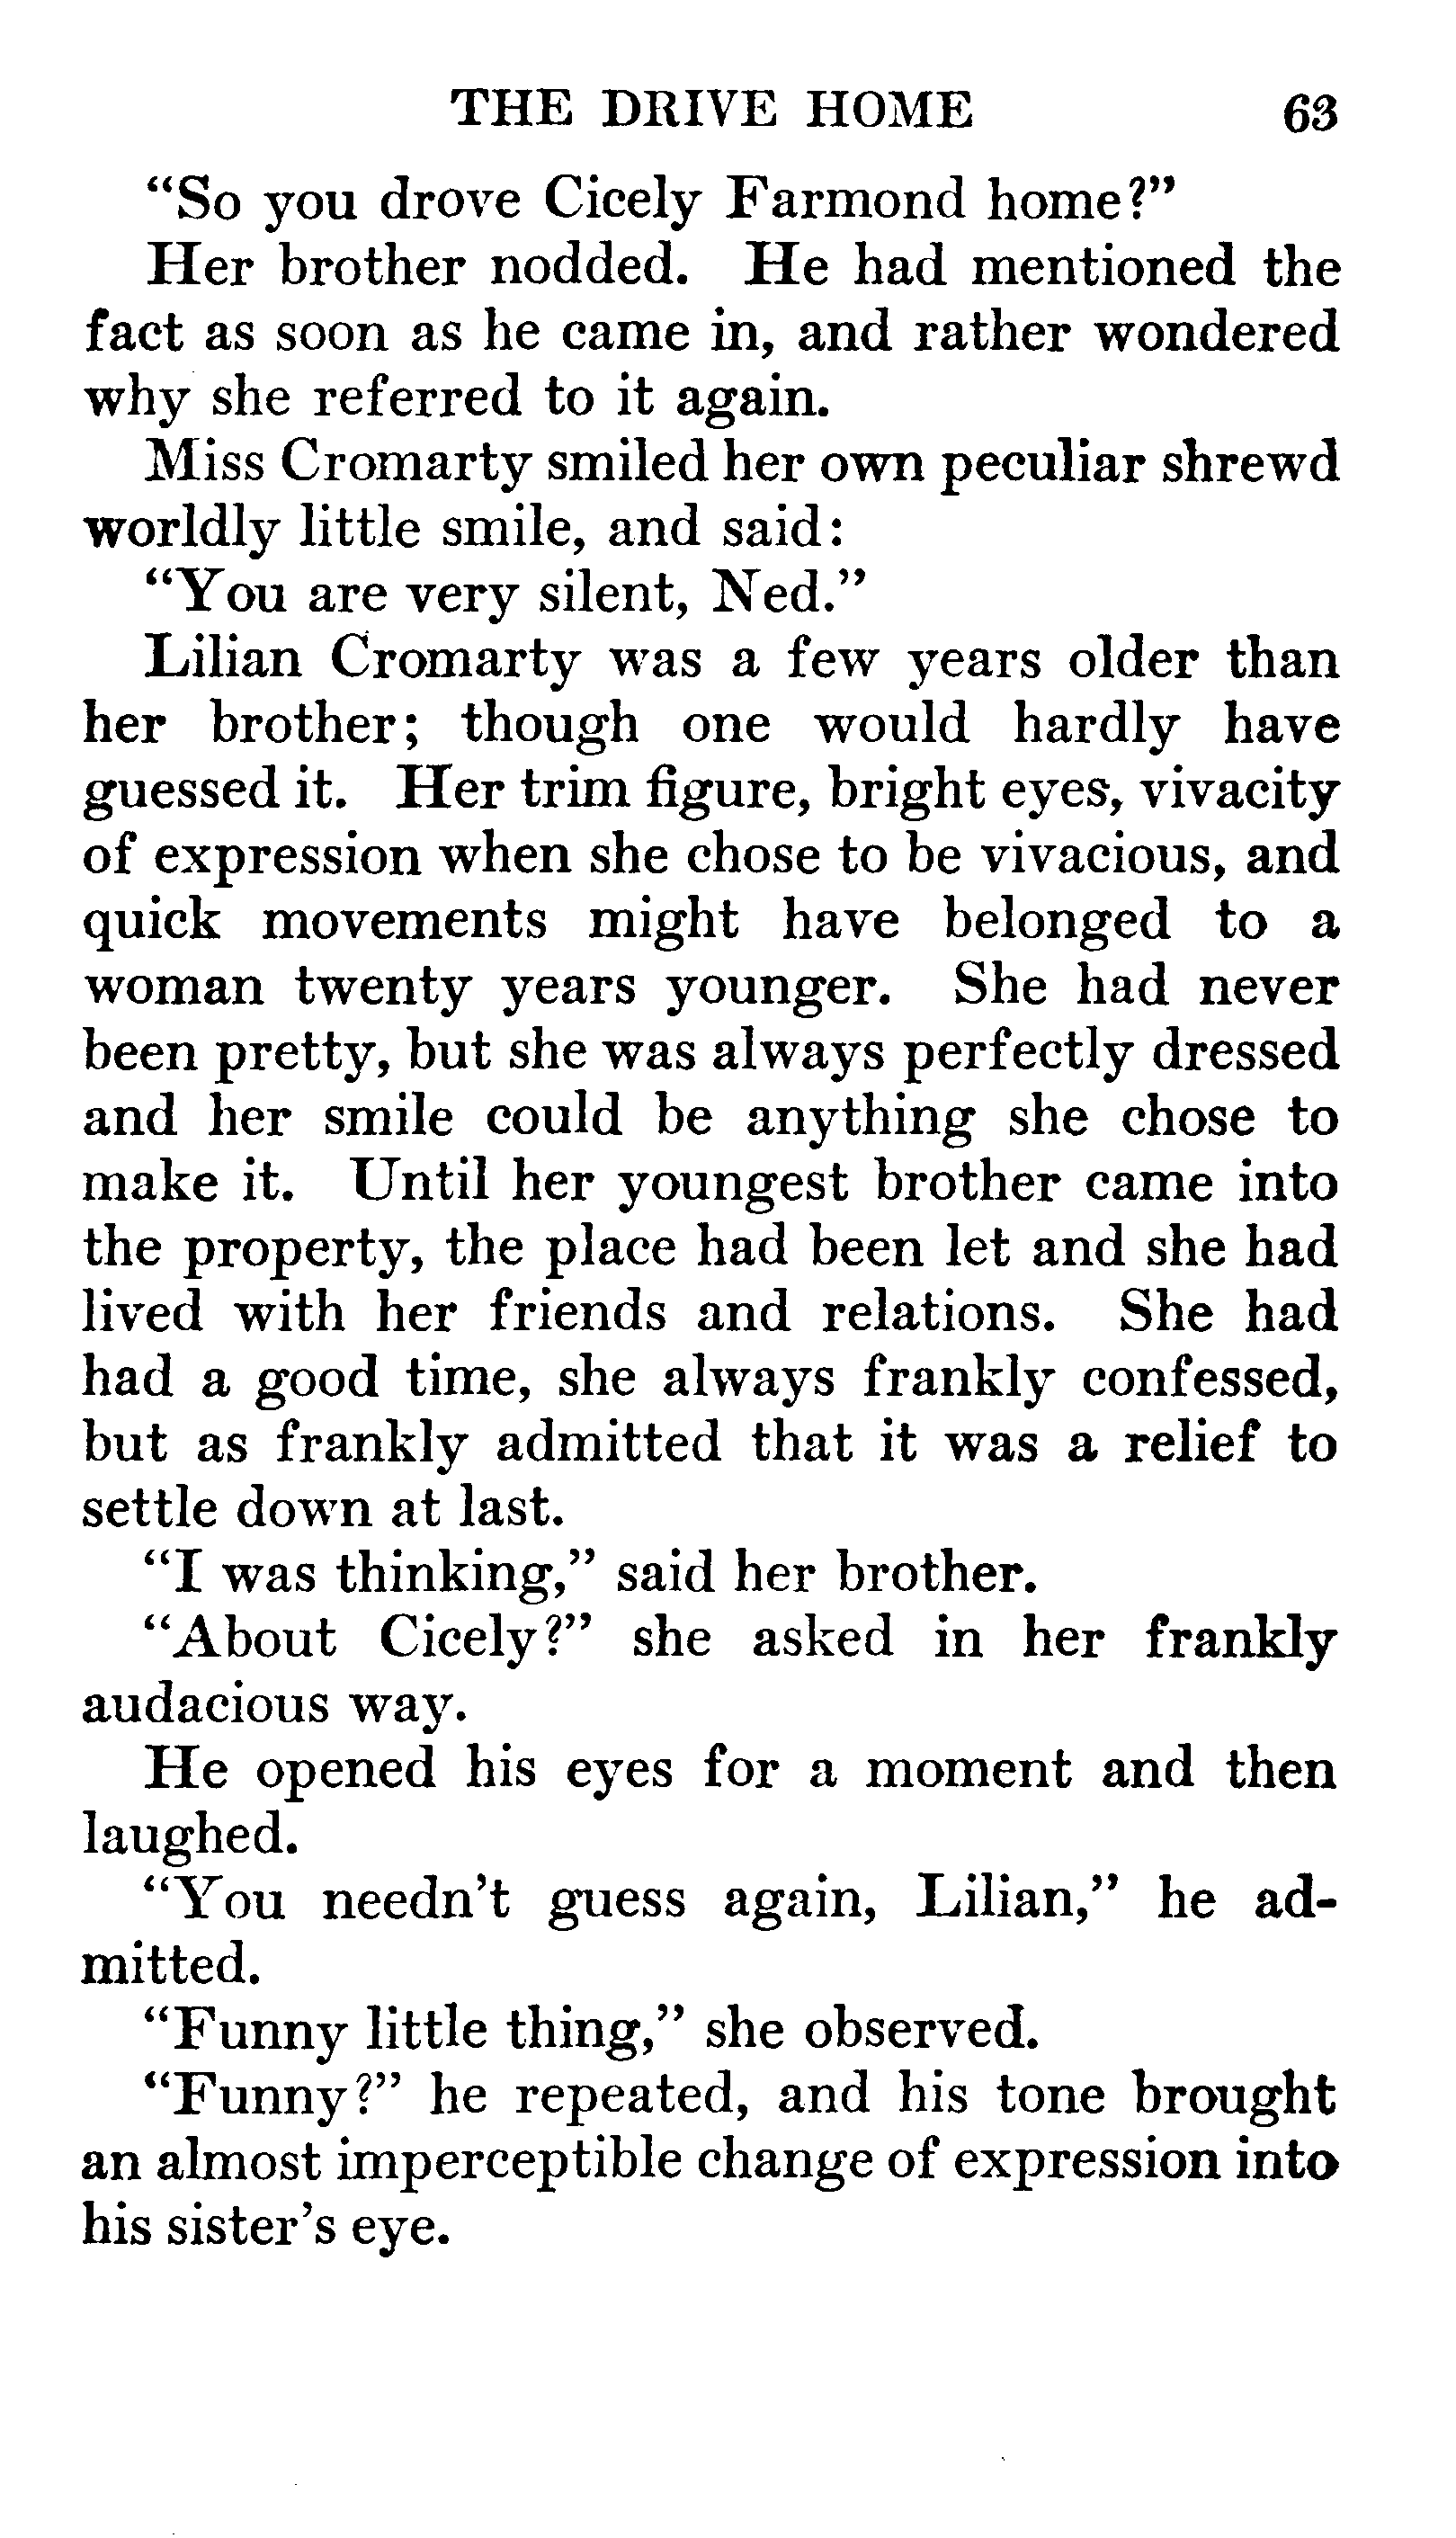 THE DRIVE HOME 63
"So you drove Cicely Farmond home?"
Her brother nodded. He had mentioned the
fact as soon as he came in, and rather wondered
why she referred to it again.
Miss Cromarty smiled her own peculiar shrewd
worldly little smile, and said:
"You are very silent, Ned."
Lilian Cromarty was a few years older than
her brother; though one would hardly have
guessed it. Her trim figure, bright eyes, vivacity
of expression when she chose to be vivacious, and
quick movements might have belonged to a
woman twenty years younger. She had never
been pretty, but she was always perfectly dressed
and her smile could be anything she chose to
make it. Until her youngest brother came into
the property, the place had been let and she had
lived with her friends and relations. She had
had a good time, she always frankly confessed,
but as frankly admitted that it was a relief to
settle down at last.
"I was thinking," said her brother.
"About Cicely?" she asked in her frankly
audacious way.
He opened his eyes for a moment and then
laughed.
"You needn't guess again, Lilian," he ad-
mitted.
"Funny little thing," she observed.
"Funny?" he repeated, and his tone brought
an almost imperceptible change of expression into
his sister's eye.